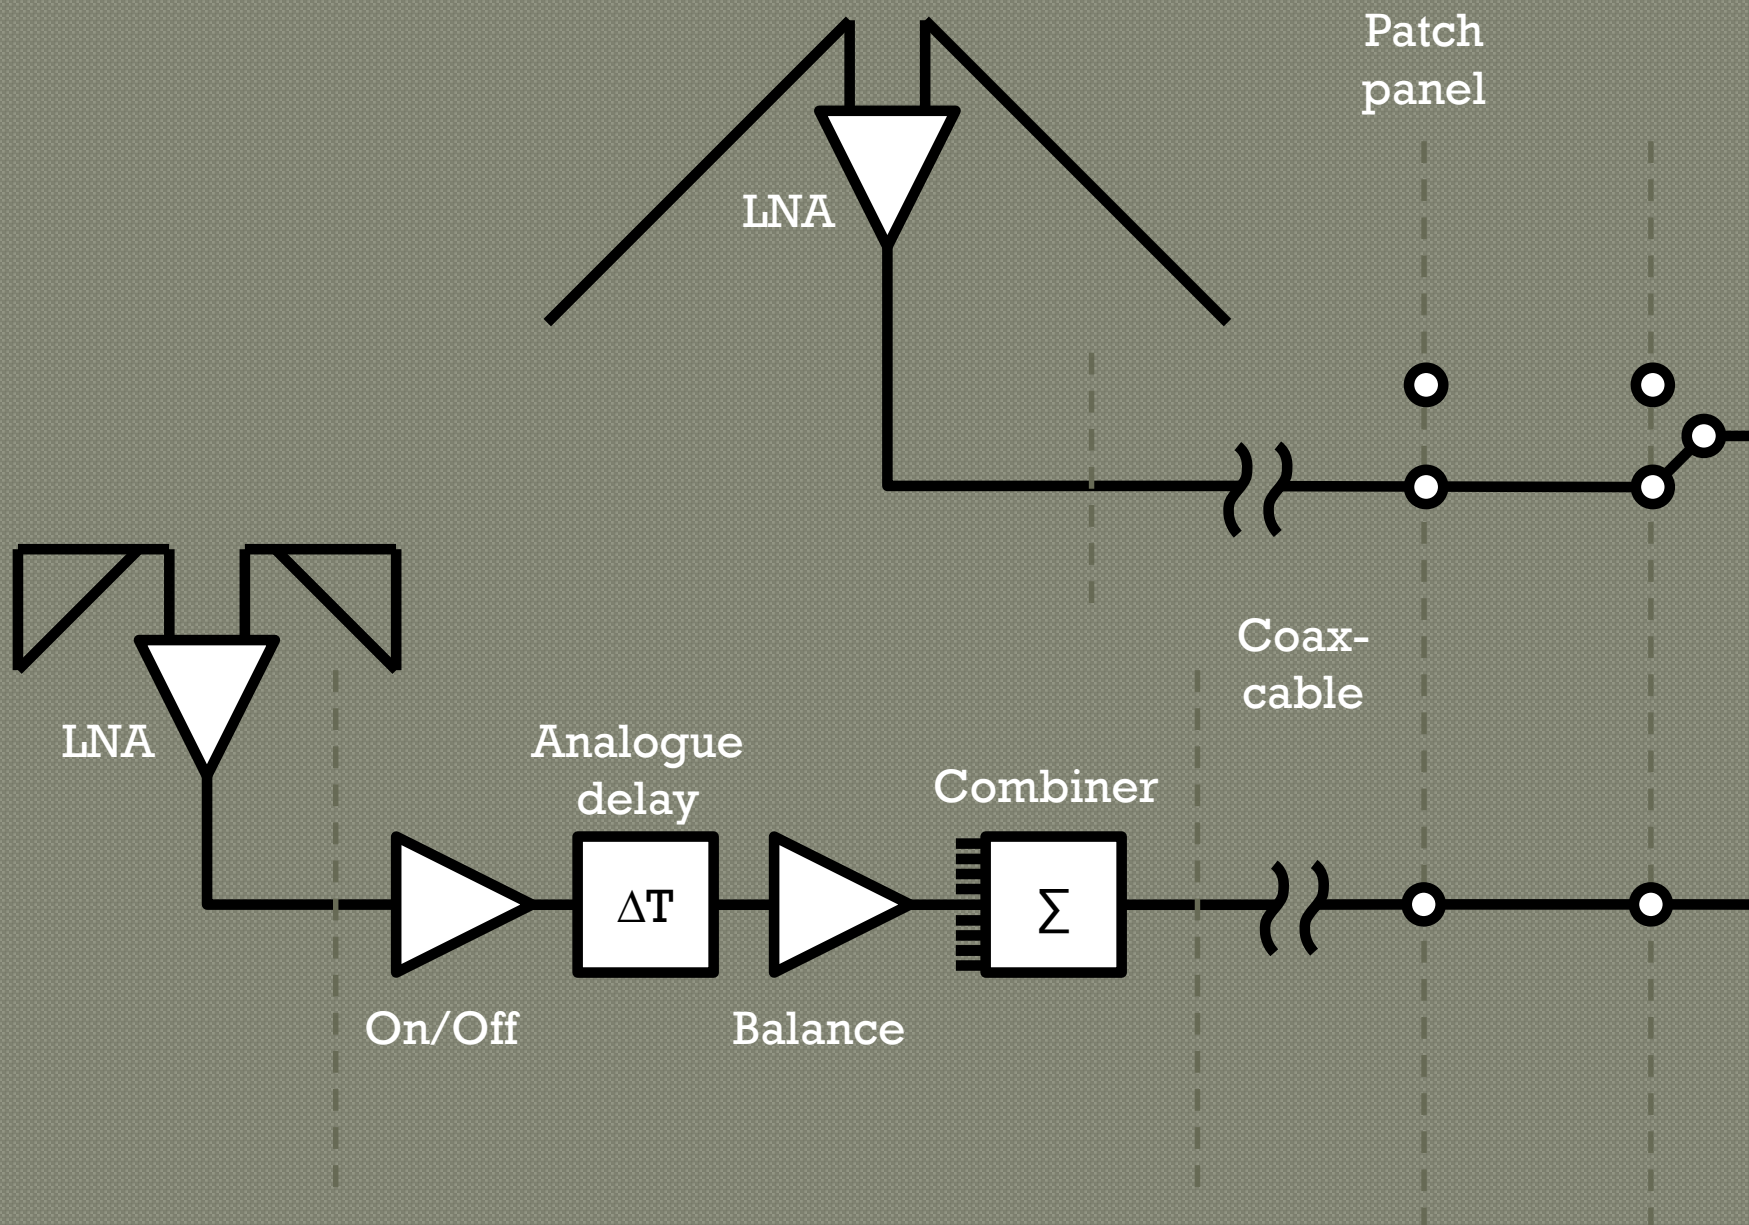 Patch
panel
LNA
Coax-
cable
LNA
Analogue
delay
Combiner
ΔT
Σ
On/Off
Balance